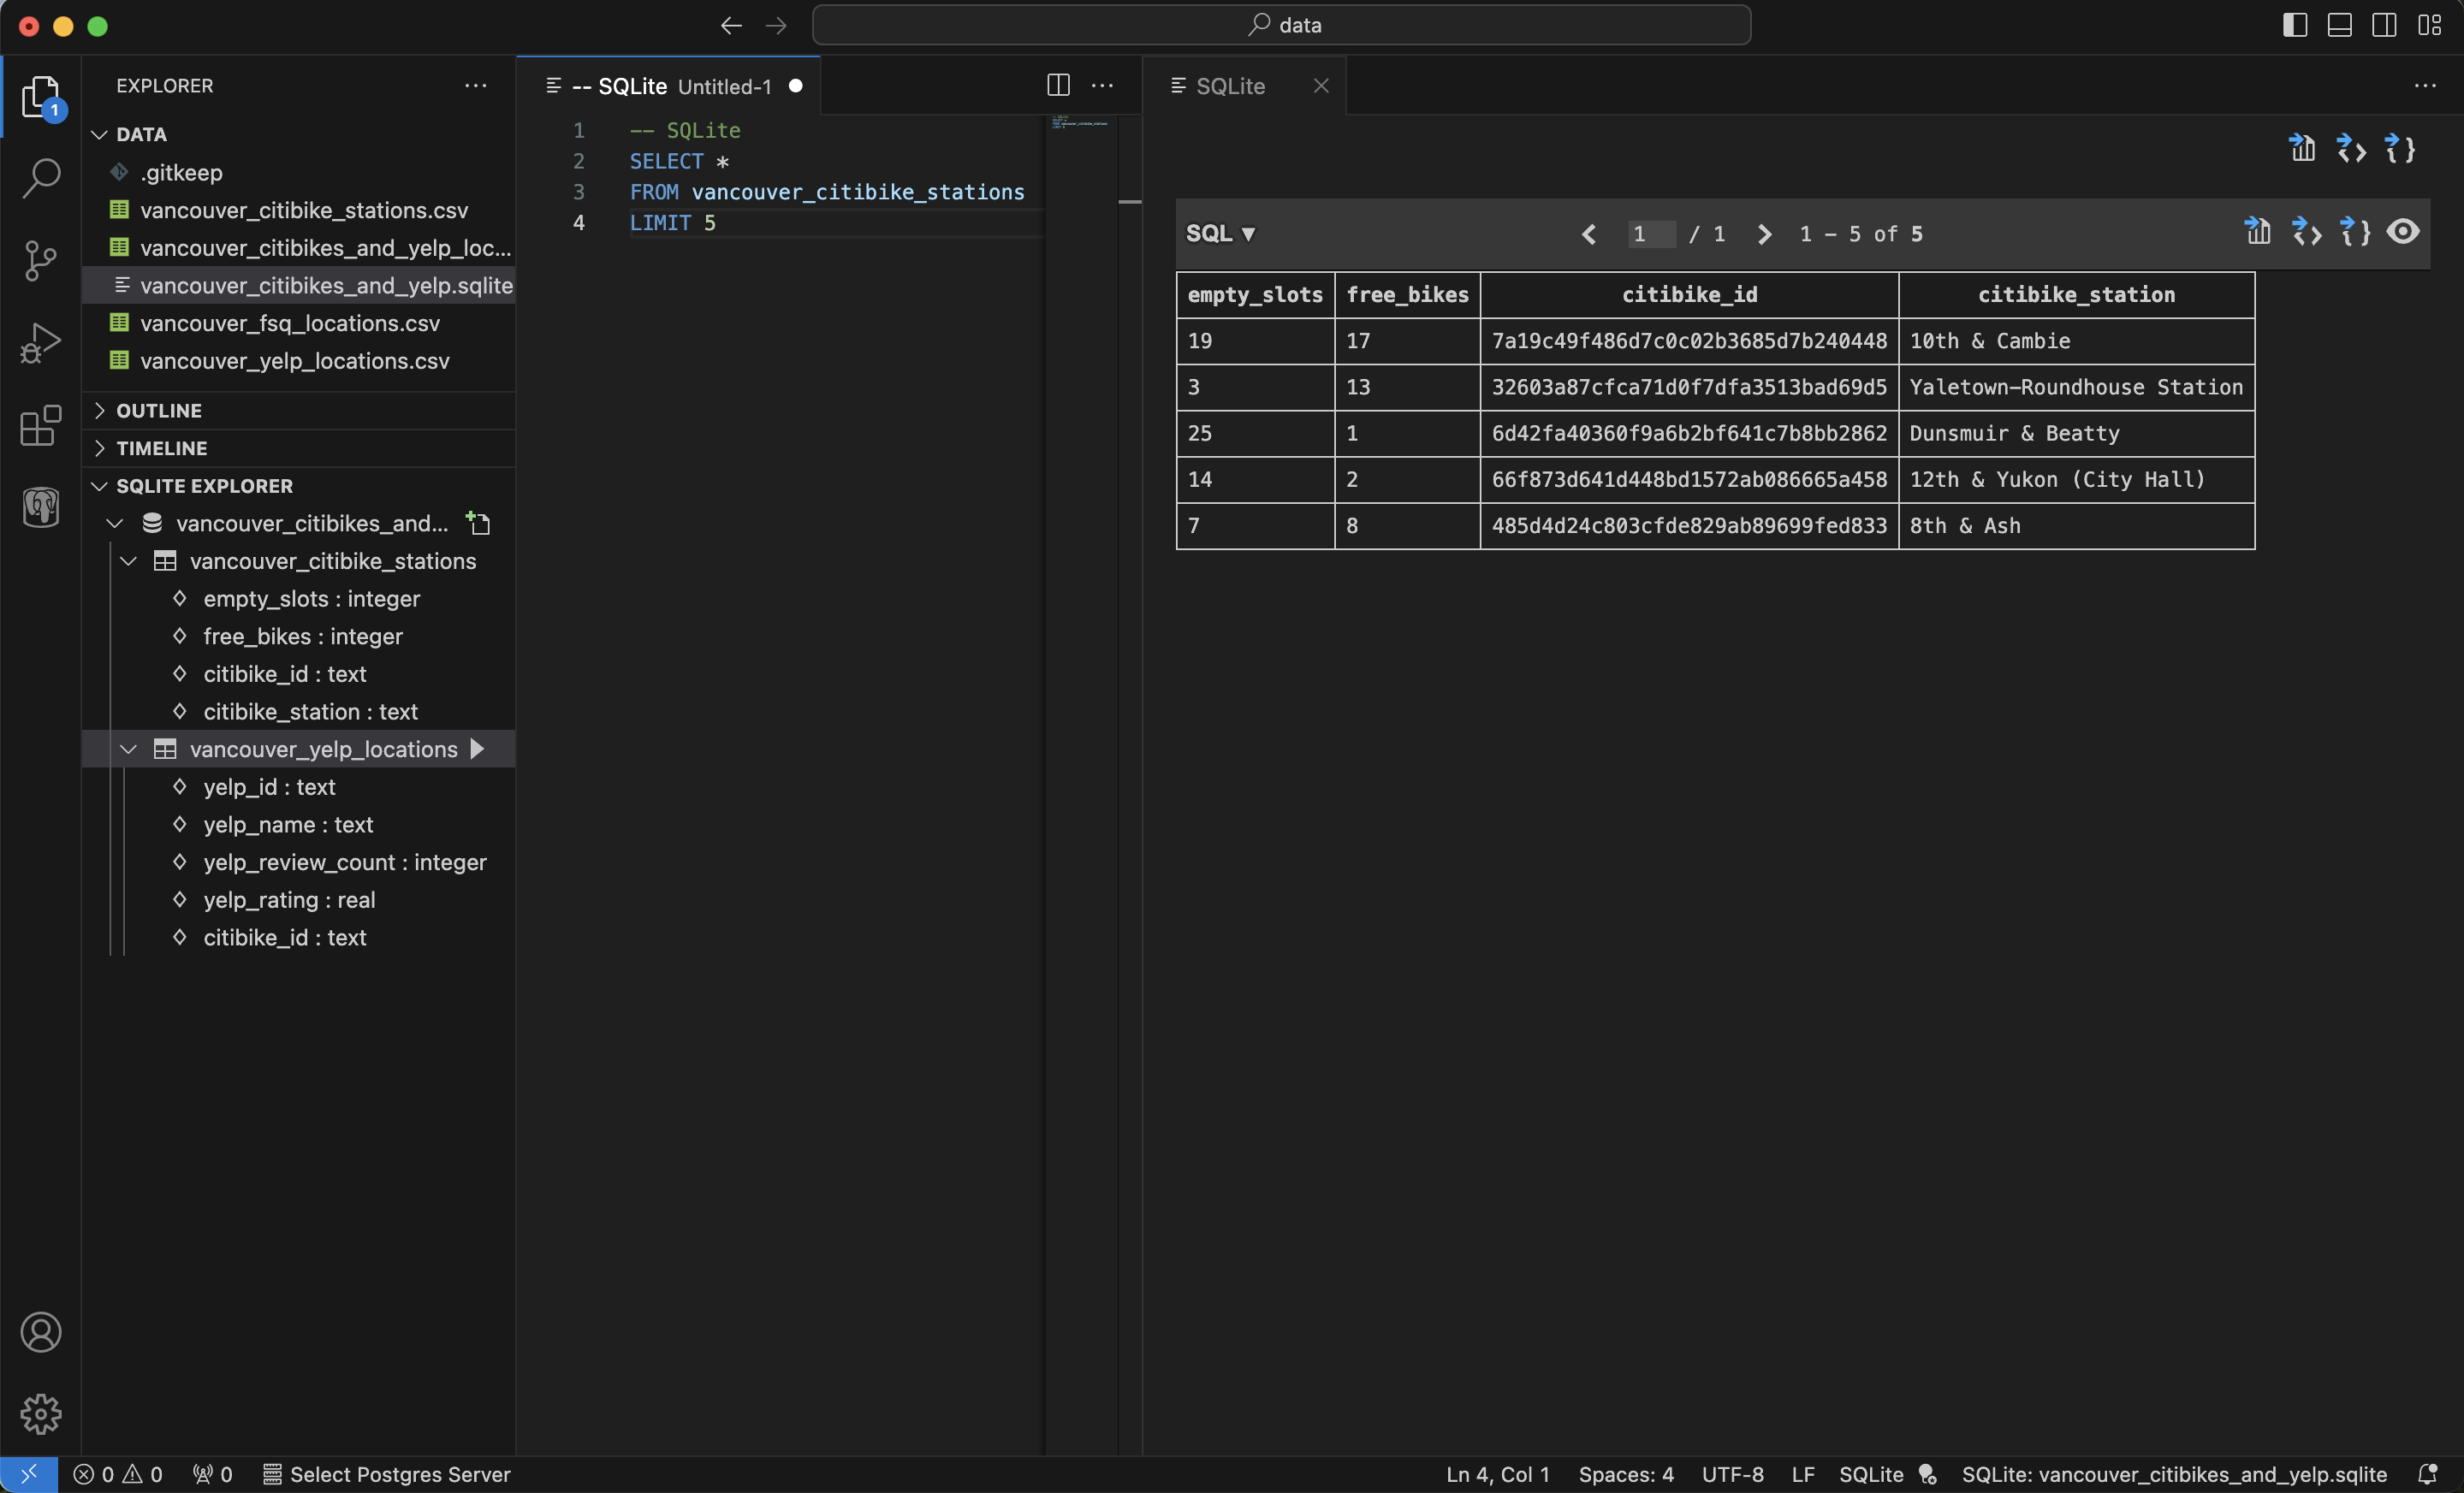 data
EXPLORER
1
DATA
.gitkeep
vancouver_citibike_stations.csv
vancouver_citibikes_and_yelp_loc...
vancouver_citibikes_and_yelp.sqlite
vancouver_fsq_locations.csv
vancouver_yelp_locations.csv
OUTLINE
TIMELINE
SQLITE EXPLORER
vancouver_citibikes_and...
vancouver_citibike_stations
empty_slots : integer
free_bikes : integer
citibike_id : text
citibike_station : text
vancouver_yelp_locations
yelp_id : text
yelp_name : text
yelp_review_count : integer
yelp_rating : real
citibike_id : text
-- SQLite Untitled-1
1 -- SQLite
2 SELECT *
3 FROM vancouver_citibike_stations
4 LIMIT 5
SQLite
SQL ▼ 1 / 1 1 - 5 of 5
empty_slots free_bikes citibike_id citibike_station
19 17 7a19c49f486d7c0c02b3685d7b240448 10th & Cambie
3 13 32603a87cfca71d0f7dfa3513bad69d5 Yaletown-Roundhouse Station
25 1 6d42fa40360f9a6b2bf641c7b8bb2862 Dunsmuir & Beatty
14 2 66f873d641d448bd1572ab086665a458 12th & Yukon (City Hall)
7 8 485d4d24c803cfde829ab89699fed833 8th & Ash
0 0 0 Select Postgres Server Ln 4, Col 1 Spaces: 4 UTF-8 LF SQLite SQLite: vancouver_citibikes_and_yelp.sqlite